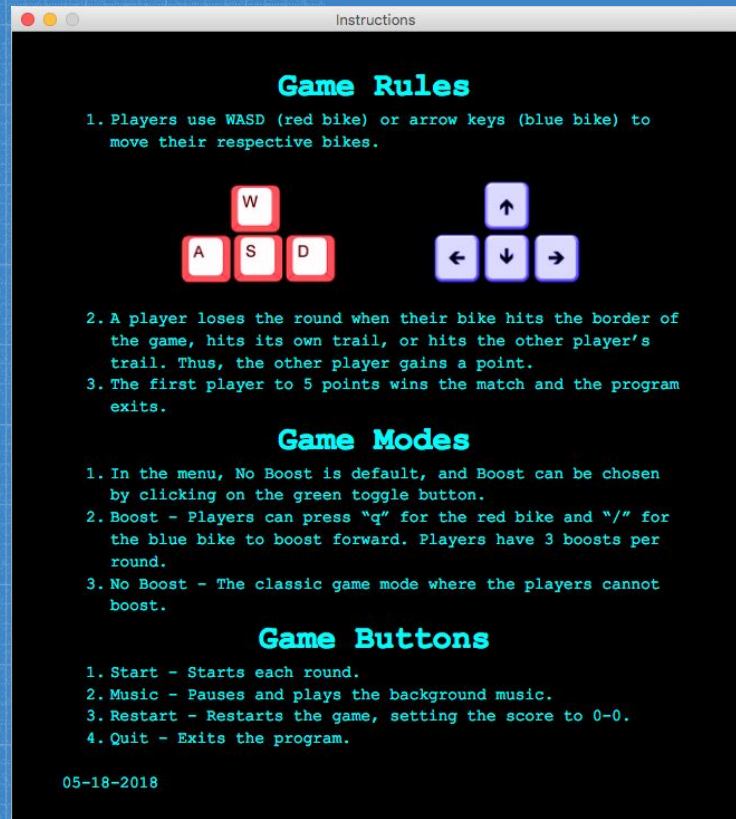 Instructions
Game Rules
1. Players use WASD (red bike) or arrow keys (blue bike) to
move their respective bikes.
W
↑
A S D
← ↓ →
2. A player loses the round when their bike hits the border of
the game, hits its own trail, or hits the other player’s
trail. Thus, the other player gains a point.
3. The first player to 5 points wins the match and the program
exits.
Game Modes
1. In the menu, No Boost is default, and Boost can be chosen
by clicking on the green toggle button.
2. Boost – Players can press “q” for the red bike and “/” for
the blue bike to boost forward. Players have 3 boosts per
round.
3. No Boost – The classic game mode where the players cannot
boost.
Game Buttons
1. Start – Starts each round.
2. Music – Pauses and plays the background music.
3. Restart – Restarts the game, setting the score to 0-0.
4. Quit – Exits the program.
05-18-2018